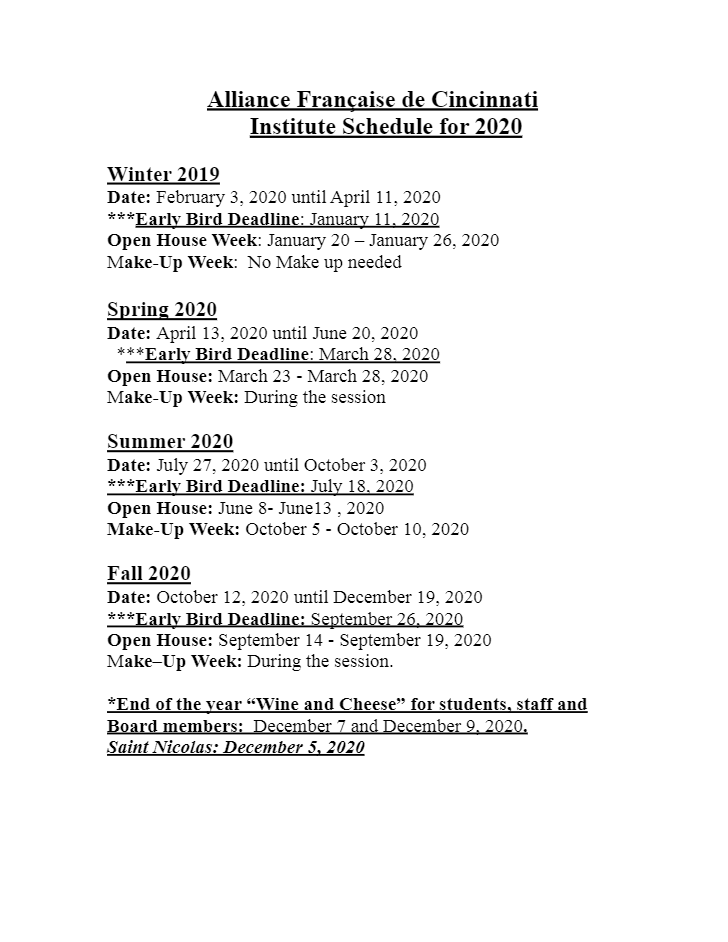 Alliance Française de Cincinnati
Institute Schedule for 2020
Winter 2019
Date: February 3, 2020 until April 11, 2020
***Early Bird Deadline: January 11, 2020
Open House Week: January 20 – January 26, 2020
Make-Up Week:  No Make up needed
Spring 2020
Date: April 13, 2020 until June 20, 2020
***Early Bird Deadline: March 28, 2020
Open House: March 23 - March 28, 2020
Make-Up Week: During the session
Summer 2020
Date: July 27, 2020 until October 3, 2020
***Early Bird Deadline: July 18, 2020
Open House: June 8- June13 , 2020
Make-Up Week: October 5 - October 10, 2020
Fall 2020
Date: October 12, 2020 until December 19, 2020
***Early Bird Deadline: September 26, 2020
Open House: September 14 - September 19, 2020
Make–Up Week: During the session.
*End of the year “Wine and Cheese” for students, staff and
Board members:  December 7 and December 9, 2020.
Saint Nicolas: December 5, 2020